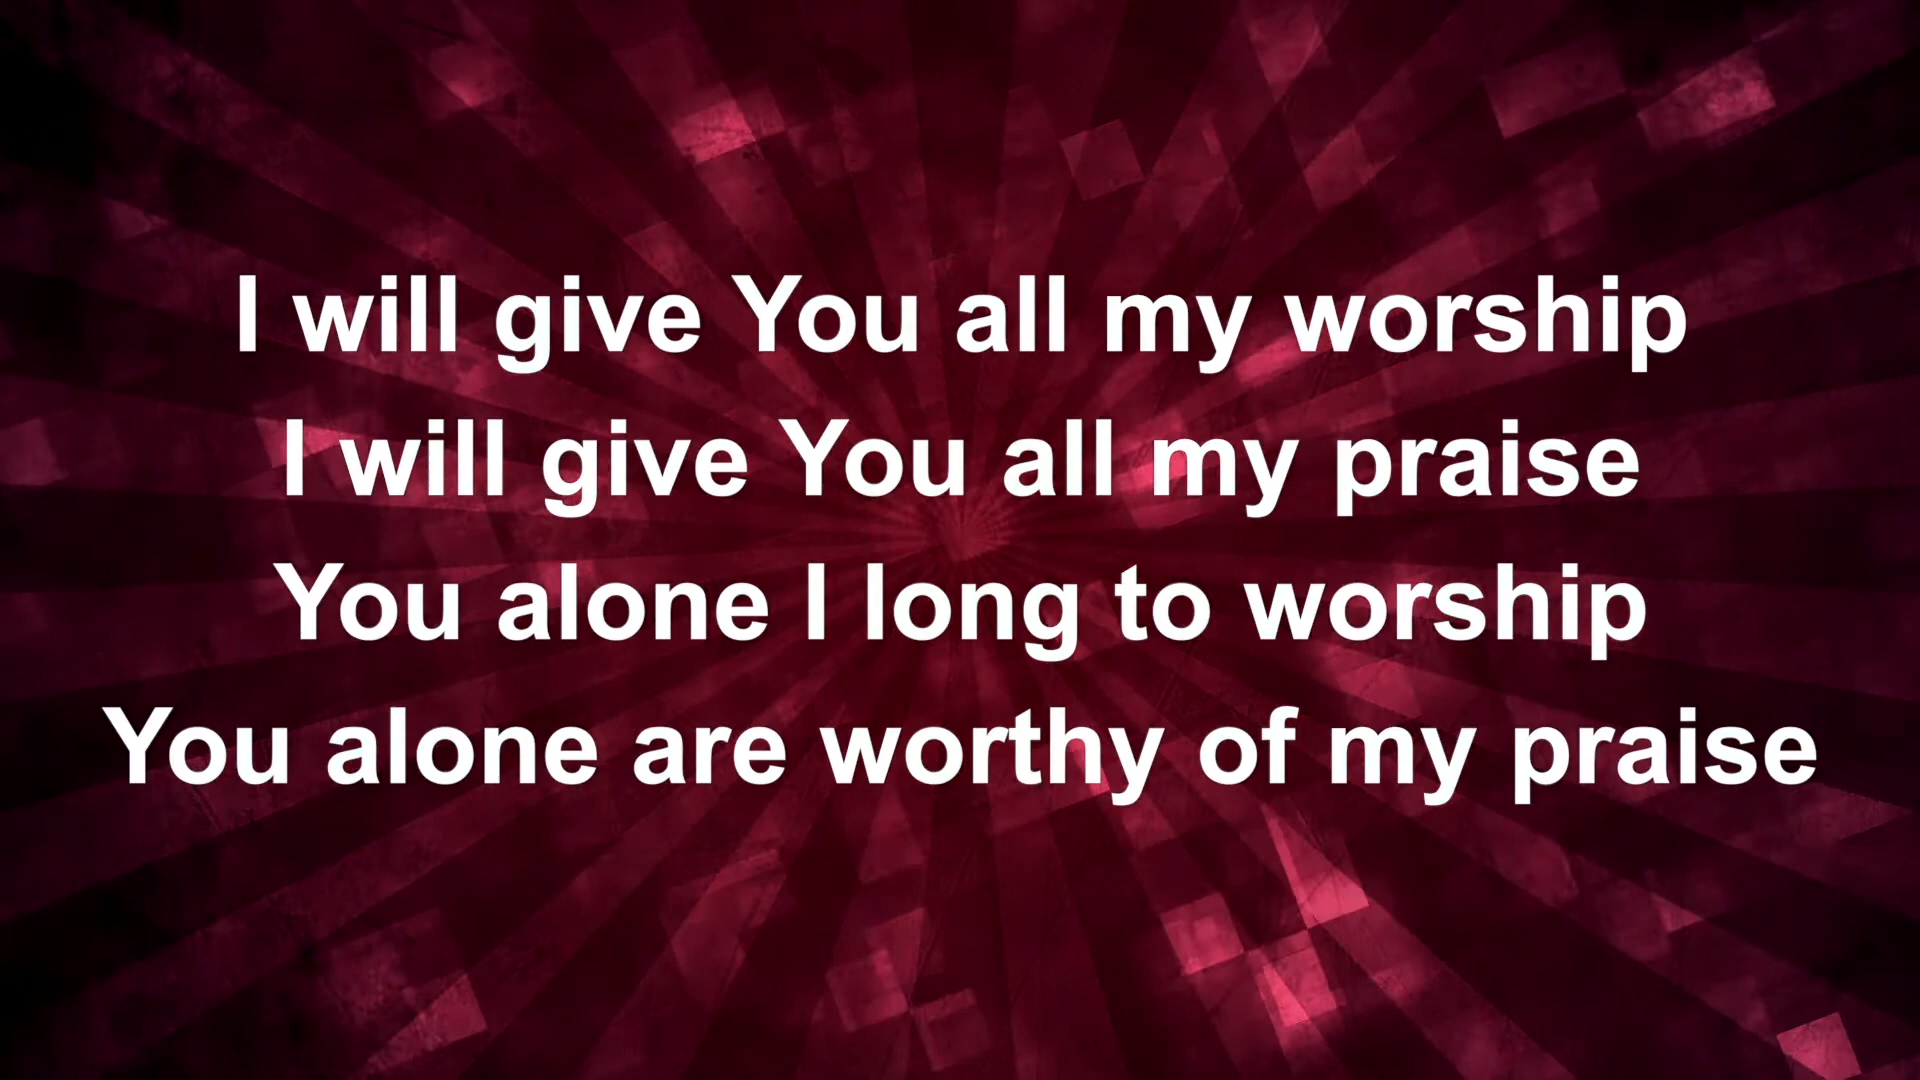 I will give You all my worship
I will give You all my praise
You alone I long to worship
You alone are worthy of my praise